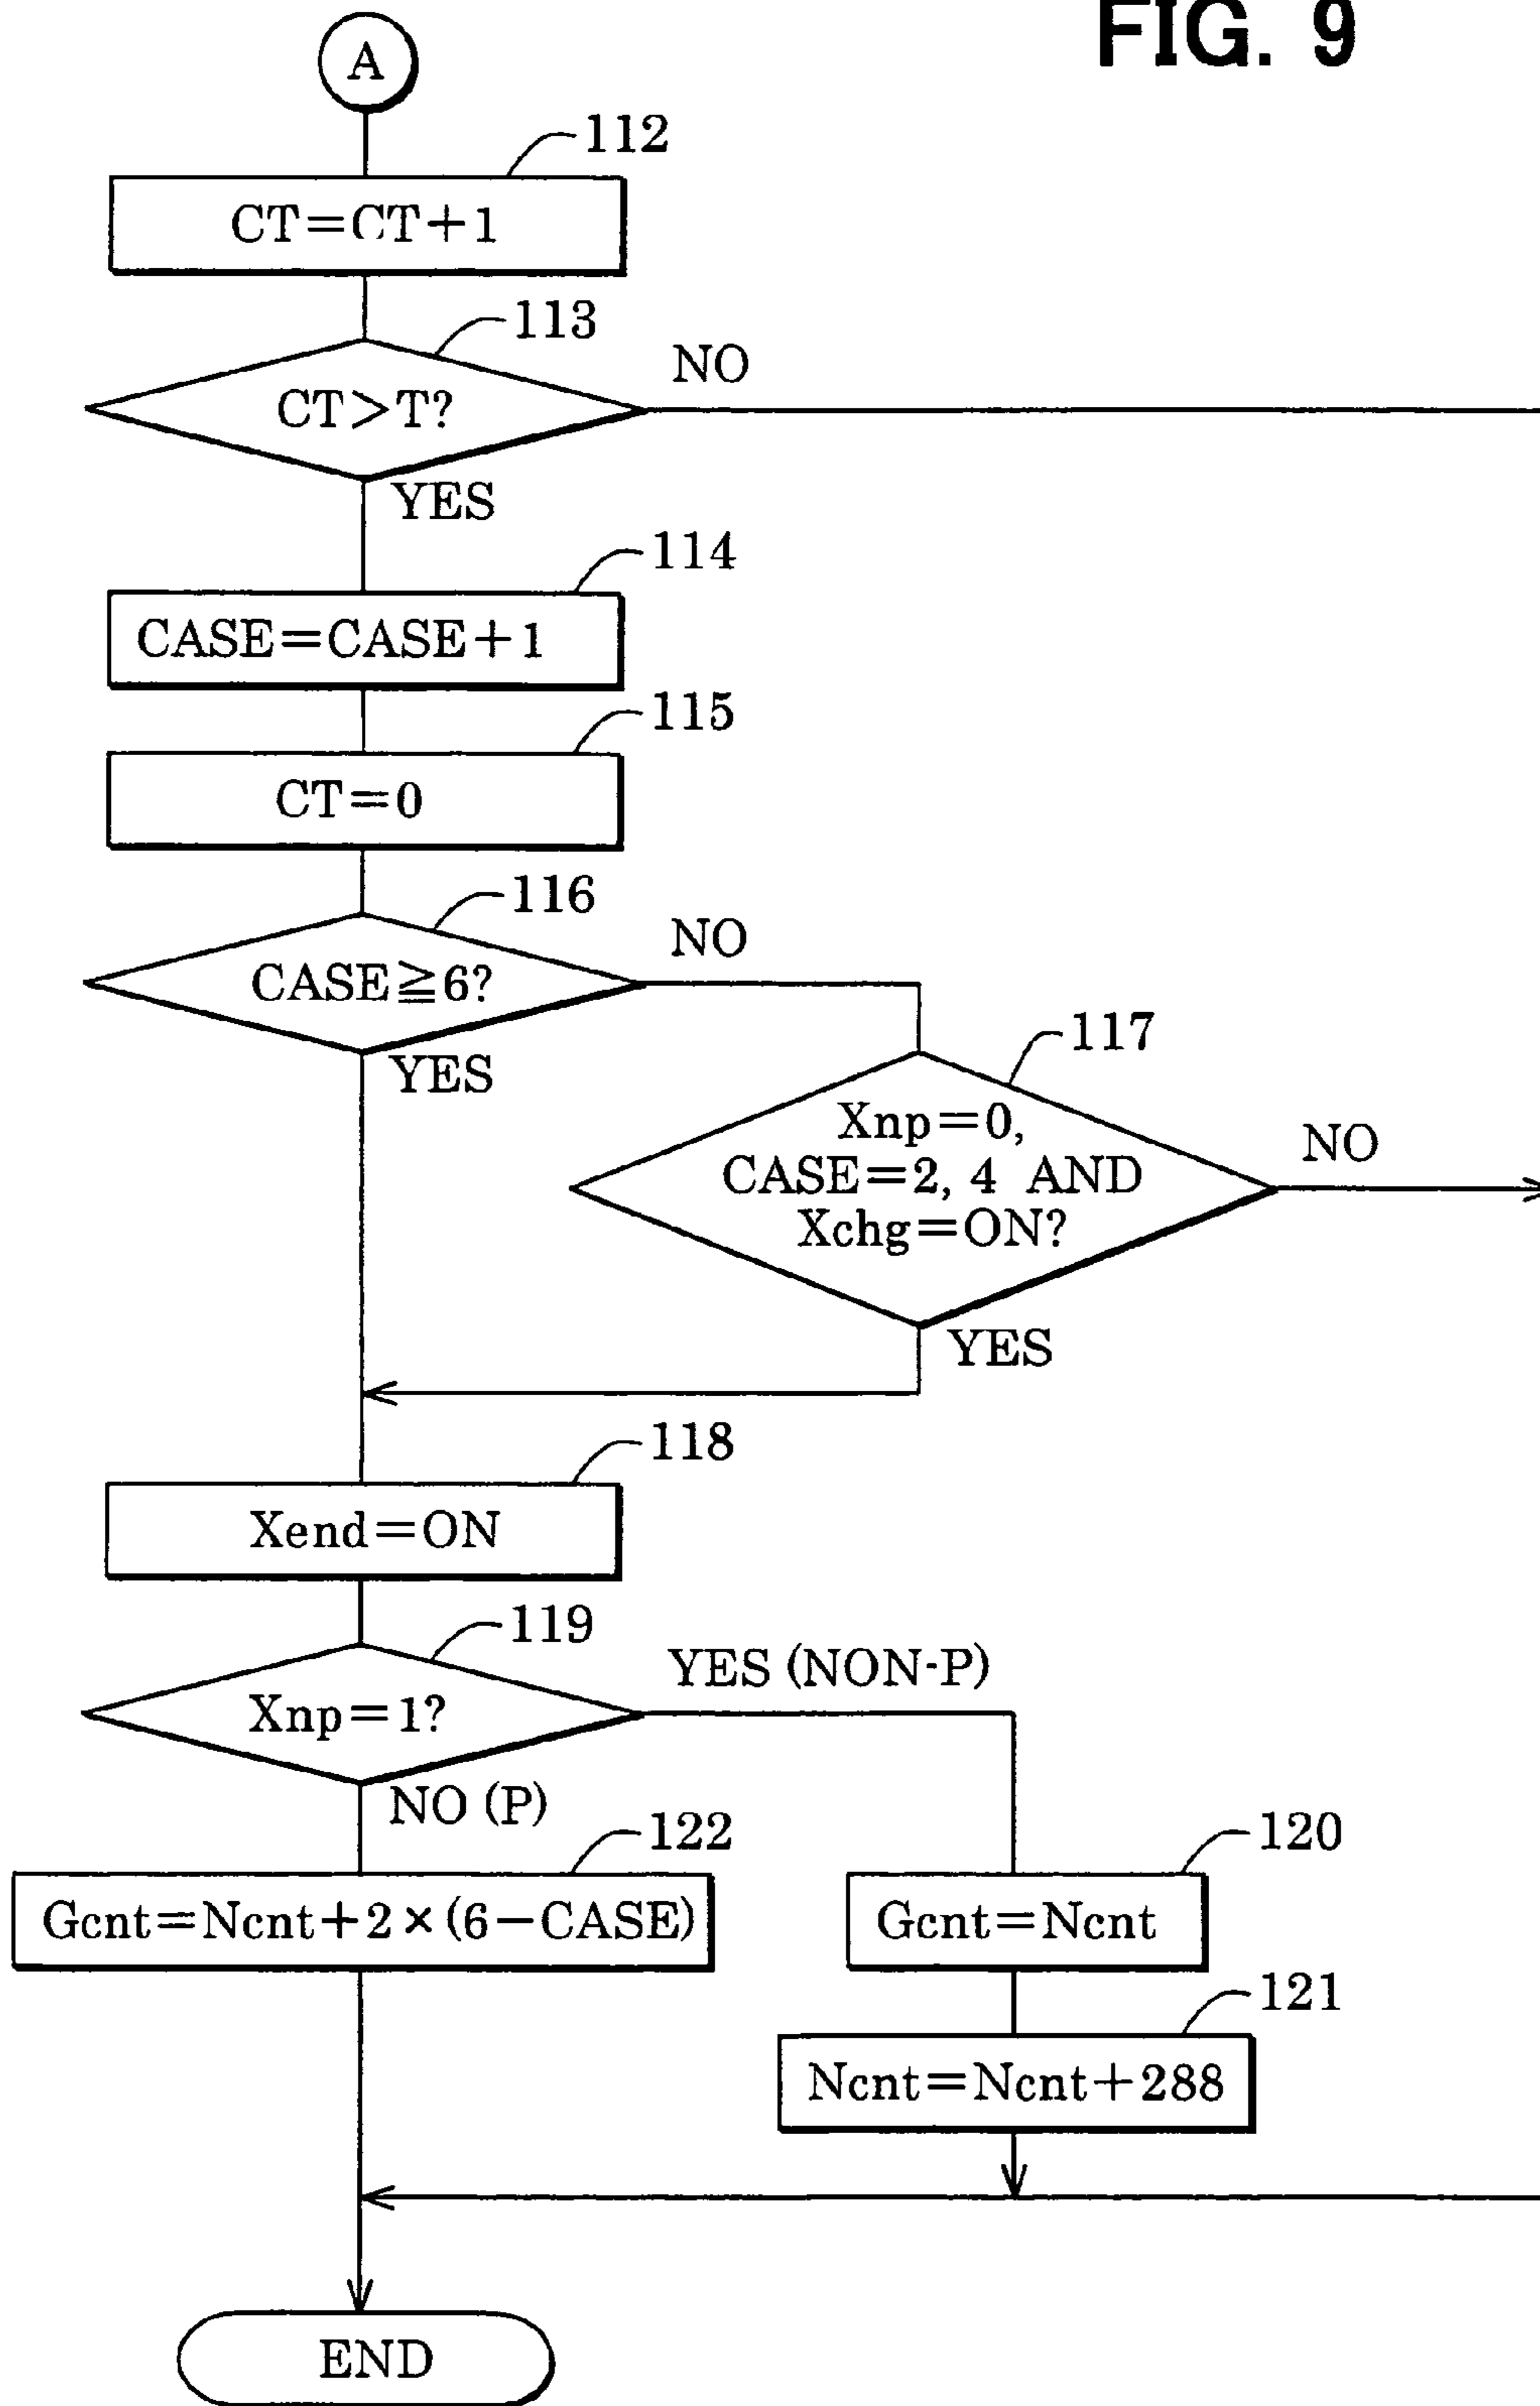 FIG. 9
A
112
CT=CT+1
113
CT>T?
NO
YES
114
CASE=CASE+1
115
CT=0
116
CASE≧6?
NO
YES
117
Xnp=0,
CASE=2, 4 AND
Xchg=ON?
NO
YES
118
Xend=ON
119
Xnp=1?
YES (NON-P)
NO (P)
122
Gcnt=Ncnt+2×(6−CASE)
120
Gcnt=Ncnt
121
Ncnt=Ncnt+288
END